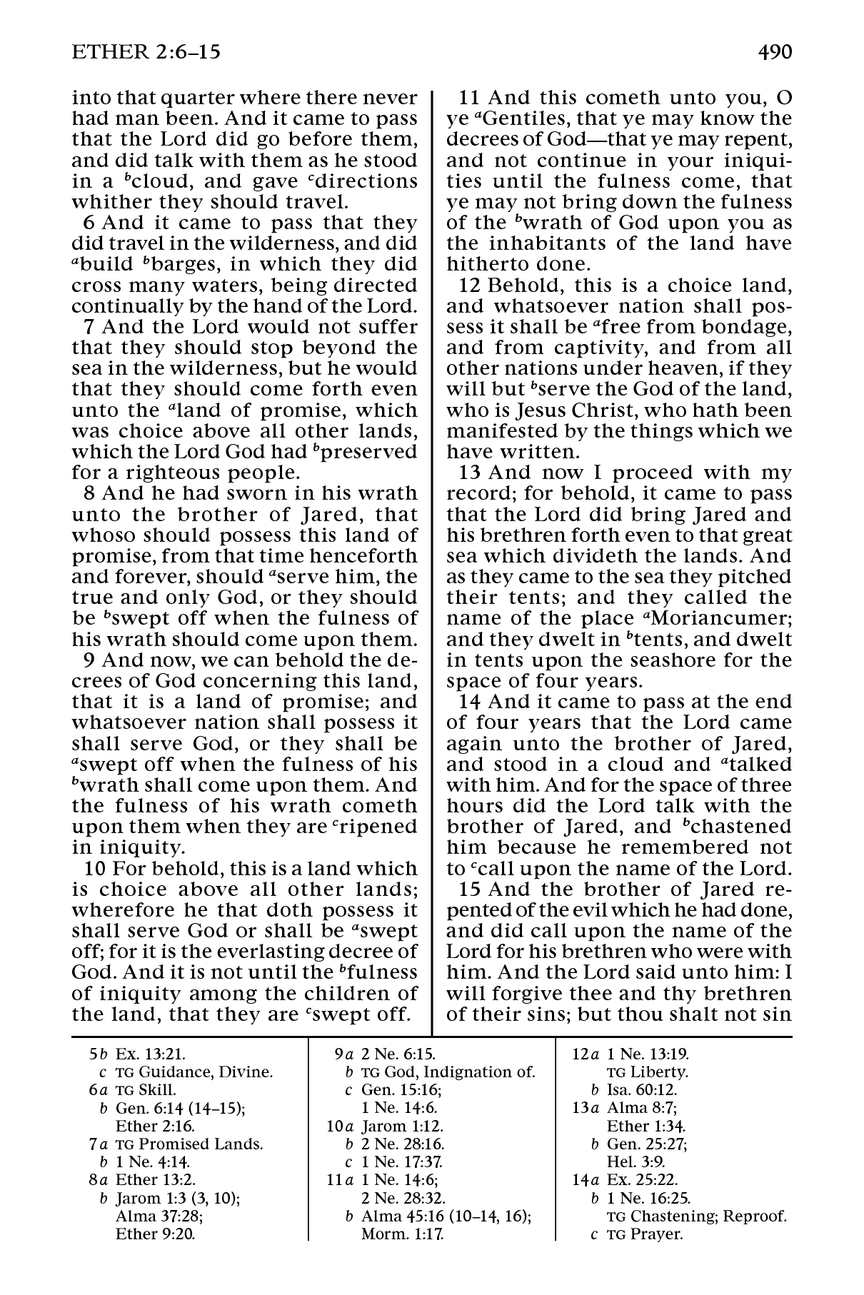 ETHER 2:6–15
490
into that quarter where there never
had man been. And it came to pass
that the Lord did go before them,
and did talk with them as he stood
in a bcloud, and gave cdirections
whither they should travel.
6 And it came to pass that they
did travel in the wilderness, and did
abuild bbarges, in which they did
cross many waters, being directed
continually by the hand of the Lord.
7 And the Lord would not suffer
that they should stop beyond the
sea in the wilderness, but he would
that they should come forth even
unto the aland of promise, which
was choice above all other lands,
which the Lord God had bpreserved
for a righteous people.
8 And he had sworn in his wrath
unto the brother of Jared, that
whoso should possess this land of
promise, from that time henceforth
and forever, should aserve him, the
true and only God, or they should
be bswept off when the fulness of
his wrath should come upon them.
9 And now, we can behold the de-
crees of God concerning this land,
that it is a land of promise; and
whatsoever nation shall possess it
shall serve God, or they shall be
aswept off when the fulness of his
bwrath shall come upon them. And
the fulness of his wrath cometh
upon them when they are cripened
in iniquity.
10 For behold, this is a land which
is choice above all other lands;
wherefore he that doth possess it
shall serve God or shall be aswept
off; for it is the everlasting decree of
God. And it is not until the bfulness
of iniquity among the children of
the land, that they are cswept off.
11 And this cometh unto you, O
ye aGentiles, that ye may know the
decrees of God—that ye may repent,
and not continue in your iniqui-
ties until the fulness come, that
ye may not bring down the fulness
of the bwrath of God upon you as
the inhabitants of the land have
hitherto done.
12 Behold, this is a choice land,
and whatsoever nation shall pos-
sess it shall be afree from bondage,
and from captivity, and from all
other nations under heaven, if they
will but bserve the God of the land,
who is Jesus Christ, who hath been
manifested by the things which we
have written.
13 And now I proceed with my
record; for behold, it came to pass
that the Lord did bring Jared and
his brethren forth even to that great
sea which divideth the lands. And
as they came to the sea they pitched
their tents; and they called the
name of the place aMoriancumer;
and they dwelt in btents, and dwelt
in tents upon the seashore for the
space of four years.
14 And it came to pass at the end
of four years that the Lord came
again unto the brother of Jared,
and stood in a cloud and atalked
with him. And for the space of three
hours did the Lord talk with the
brother of Jared, and bchastened
him because he remembered not
to ccall upon the name of the Lord.
15 And the brother of Jared re-
pented of the evil which he had done,
and did call upon the name of the
Lord for his brethren who were with
him. And the Lord said unto him: I
will forgive thee and thy brethren
of their sins; but thou shalt not sin
5b Ex. 13:21.
c TG Guidance, Divine.
6a TG Skill.
b Gen. 6:14 (14–15);
Ether 2:16.
7a TG Promised Lands.
b 1 Ne. 4:14.
8a Ether 13:2.
b Jarom 1:3 (3, 10);
Alma 37:28;
Ether 9:20.
9a 2 Ne. 6:15.
b TG God, Indignation of.
c Gen. 15:16;
1 Ne. 14:6.
10a Jarom 1:12.
b 2 Ne. 28:16.
c 1 Ne. 17:37.
11a 1 Ne. 14:6;
2 Ne. 28:32.
b Alma 45:16 (10–14, 16);
Morm. 1:17.
12a 1 Ne. 13:19.
TG Liberty.
b Isa. 60:12.
13a Alma 8:7;
Ether 1:34.
b Gen. 25:27;
Hel. 3:9.
14a Ex. 25:22.
b 1 Ne. 16:25.
TG Chastening; Reproof.
c TG Prayer.